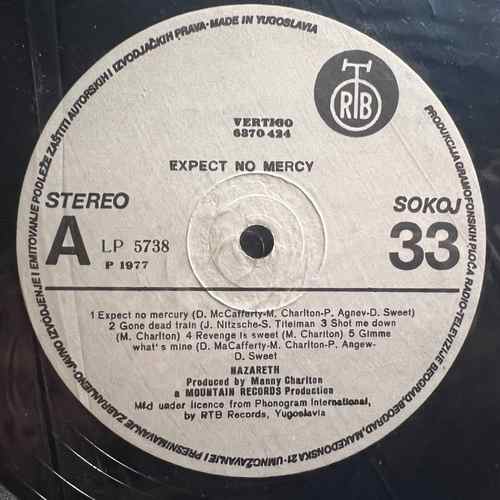 JAVNO IZVODJENJE I EMITOVANJE PODLEŽE ZAŠTITI AUTORSKIH I IZVODJAČKIH PRAVA·MADE IN YUGOSLAVIA
PRODUKCIJA GRAMOFONSKIH PLOČA RADIO-TELEVIZIJE BEOGRAD, BEOGRAD, MAKEDONSKA 21·UMNOŽAVANJE I PRESNIMAVANJE ZABRANJENO·
RTB
VERTIGO
6370 424
EXPECT NO MERCY
STEREO
SOKOJ
A
LP 5738
33
P 1977
1 Expect no mercury (D. McCafferty-M. Charlton-P. Agnev-D. Sweet)
2 Gone dead train (J. Nitzsche-S. Titelman) 3 Shot me down
(M. Charlton) 4 Revenge is sweet (M. Charlton) 5 Gimme
what's mine (D. MaCafferty-M. Charlton-P. Angew-
D. Sweet
NAZARETH
Produced by Manny Charlton
a MOUNTAIN RECORDS Production
Mfd under licence from Phonogram International,
by RTB Records, Yugoslavia